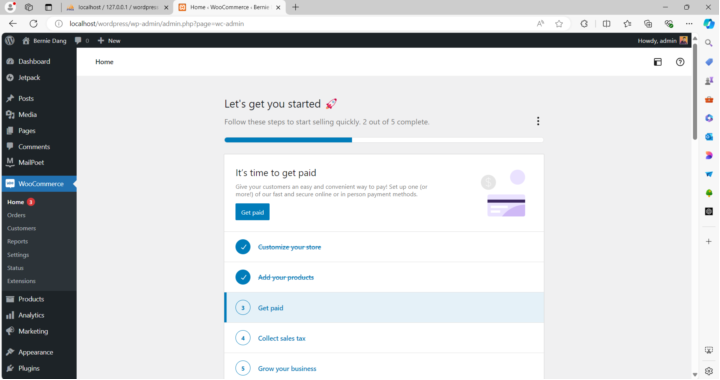 localhost / 127.0.0.1 / wordpress
Home ‹ WooCommerce ‹ Bernie
localhost/wordpress/wp-admin/admin.php?page=wc-admin
Bernie Dang
0
New
Howdy, admin
Dashboard
Jetpack
Posts
Media
Pages
Comments
MailPoet
WooCommerce
Home 3
Orders
Customers
Reports
Settings
Status
Extensions
Products
Analytics
Marketing
Appearance
Plugins
Home
Let's get you started 🚀
Follow these steps to start selling quickly. 2 out of 5 complete.
It's time to get paid
Give your customers an easy and convenient way to pay! Set up one (or
more!) of our fast and secure online or in person payment methods.
Get paid
Customize your store
Add your products
3 Get paid
4 Collect sales tax
5 Grow your business